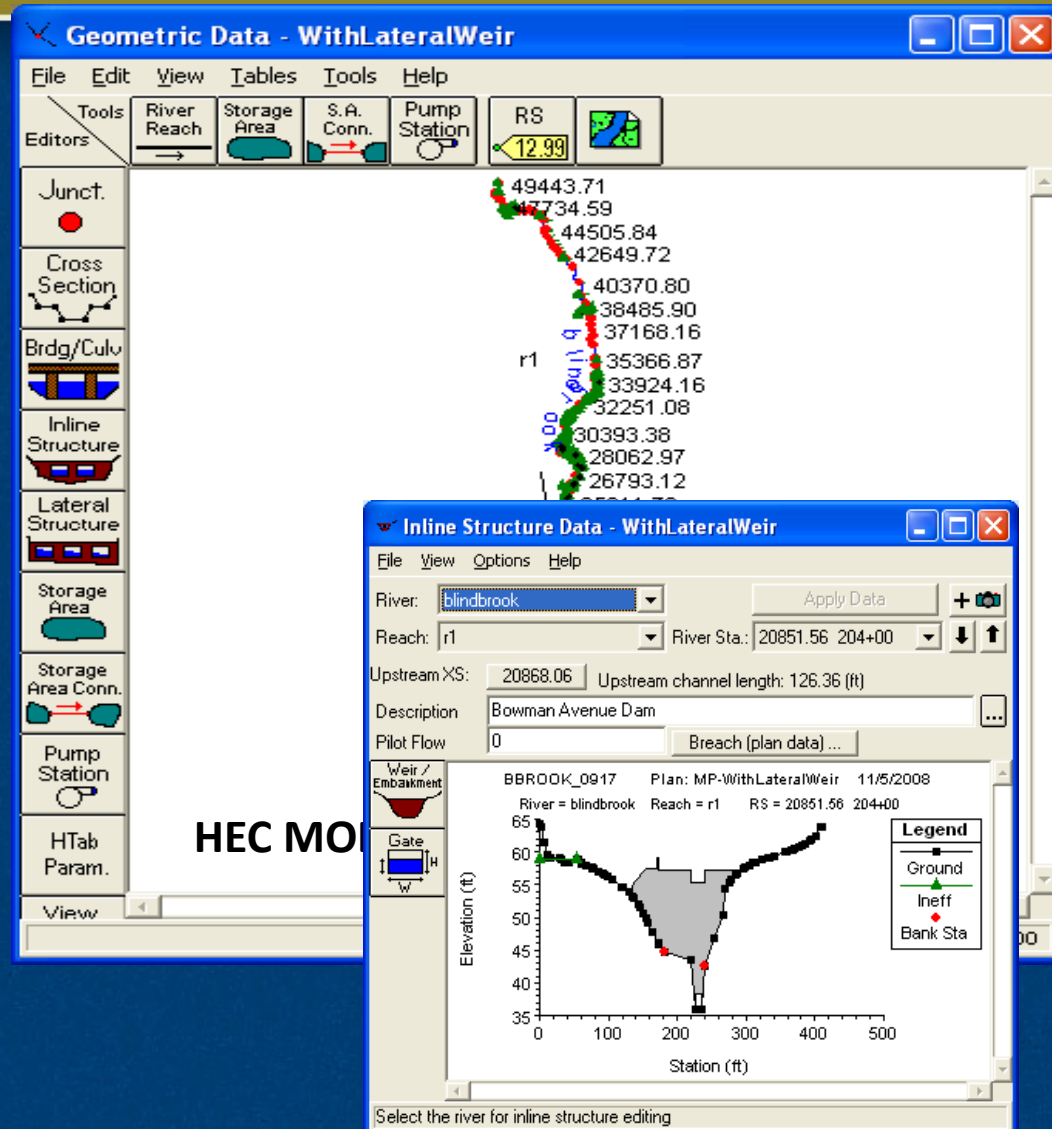 Geometric Data - WithLateralWeir
File Edit View Tables Tools Help
Tools
Editors
River Reach
Storage Area
S.A. Conn.
Pump Station
RS
12.99
Junct.
Cross Section
Brdg/Culv
Inline Structure
Lateral Structure
Storage Area
Storage Area Conn.
Pump Station
HTab Param.
View
49443.71
47734.59
44505.84
42649.72
40370.80
38485.90
37168.16
35366.87
33924.16
32251.08
30393.38
28062.97
26793.12
r1
HEC
Inline Structure Data - WithLateralWeir
File View Options Help
River: blindbrook
Apply Data
+
Reach: r1
River Sta.: 20851.56 204+00
Upstream XS: 20868.06 Upstream channel length: 126.36 (ft)
Description Bowman Avenue Dam
...
Pilot Flow 0
Breach (plan data) ...
Weir / Embankment
Gate
H
W
BBROOK_0917 Plan: MP-WithLateralWeir 11/5/2008
River = blindbrook Reach = r1 RS = 20851.56 204+00
Elevation (ft)
65
60
55
50
45
40
35
0 100 200 300 400 500
Station (ft)
Legend
Ground
Ineff
Bank Sta
Select the river for inline structure editing